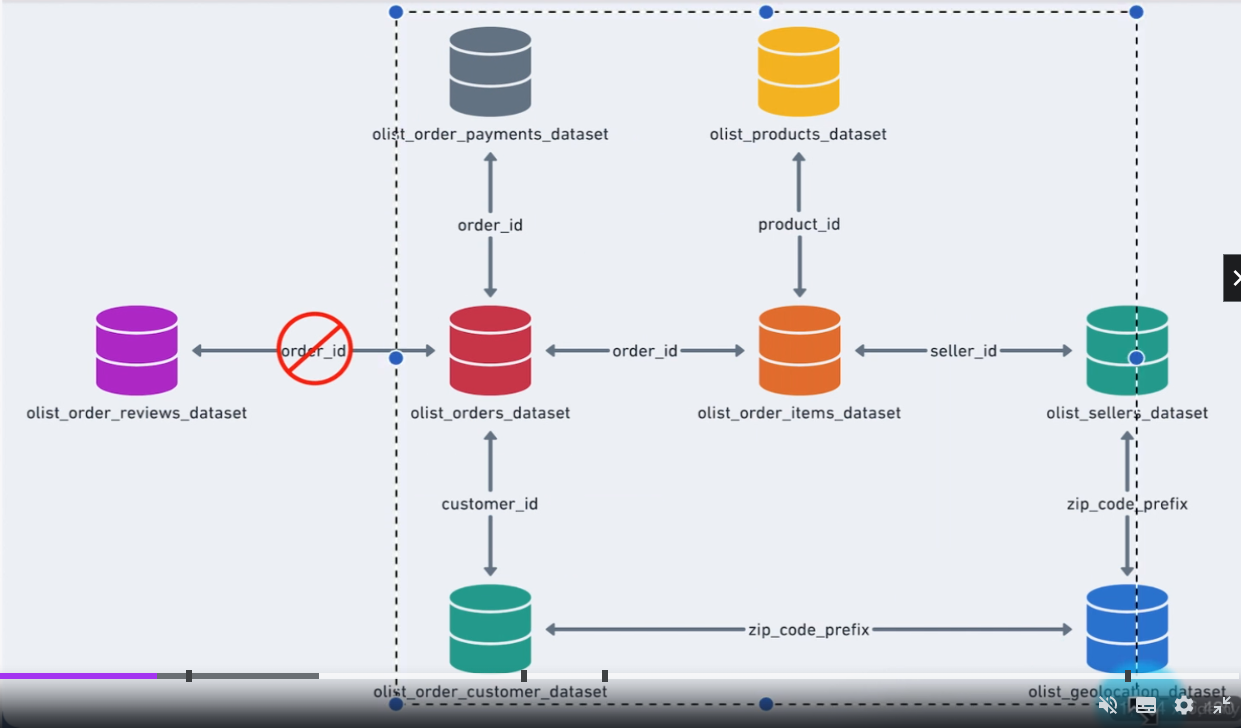 olist_order_payments_dataset
olist_products_dataset
order_id
product_id
order_id
order_id
seller_id
olist_order_reviews_dataset
olist_orders_dataset
olist_order_items_dataset
olist_sellers_dataset
customer_id
zip_code_prefix
zip_code_prefix
olist_order_customer_dataset
olist_geolocation_dataset